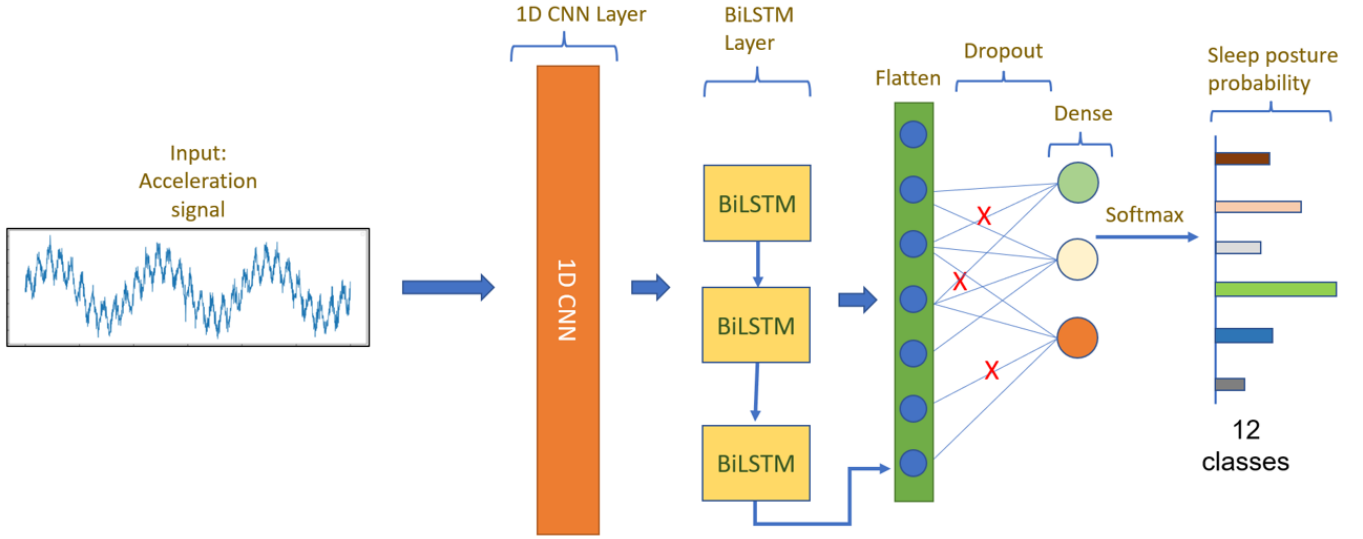 Input:
Acceleration
signal
1D CNN Layer
1D CNN
BiLSTM
Layer
BiLSTM
BiLSTM
BiLSTM
Flatten
Dropout
X
X
X
Dense
Softmax
Sleep posture
probability
12
classes